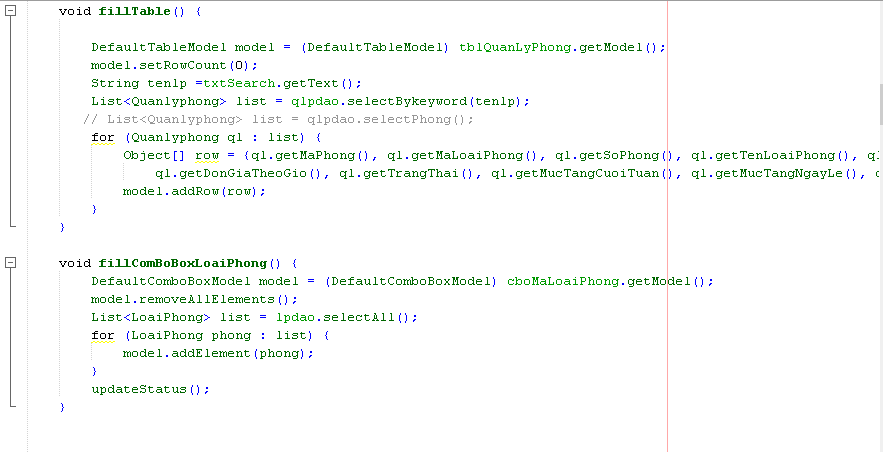 void fillTable() {
DefaultTableModel model = (DefaultTableModel) tblQuanLyPhong.getModel();
model.setRowCount(0);
String tenlp =txtSearch.getText();
List<Quanlyphong> list = qlpdao.selectBykeyword(tenlp);
// List<Quanlyphong> list = qlpdao.selectPhong();
for (Quanlyphong ql : list) {
Object[] row = {ql.getMaPhong(), ql.getMaLoaiPhong(), ql.getSoPhong(), ql.getTenLoaiPhong(),
ql.getDonGiaTheoGio(), ql.getTrangThai(), ql.getMucTangCuoiTuan(), ql.getMucTangNgayLe(),
model.addRow(row);
}
}
void fillComBoBoxLoaiPhong() {
DefaultComboBoxModel model = (DefaultComboBoxModel) cboMaLoaiPhong.getModel();
model.removeAllElements();
List<LoaiPhong> list = lpdao.selectAll();
for (LoaiPhong phong : list) {
model.addElement(phong);
}
updateStatus();
}